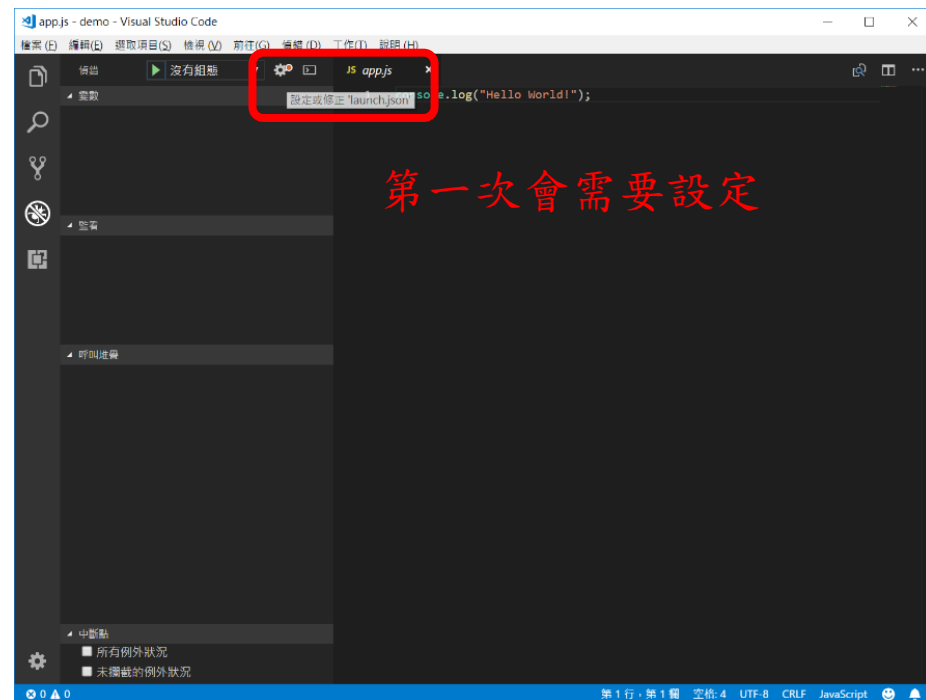 app.js - demo - Visual Studio Code
檔案(F) 編輯(E) 選取項目(S) 檢視(V) 前往(G) 偵錯(D) 工作(T) 說明(H)
偵錯 沒有組態 JS app.js ×
變數
設定或修正 'launch.json'
console.log("Hello World!");
第一次會需要設定
監看
呼叫堆疊
中斷點
所有例外狀況
未攔截的例外狀況
0 0 第 1 行，第 1 欄 空格: 4 UTF-8 CRLF JavaScript